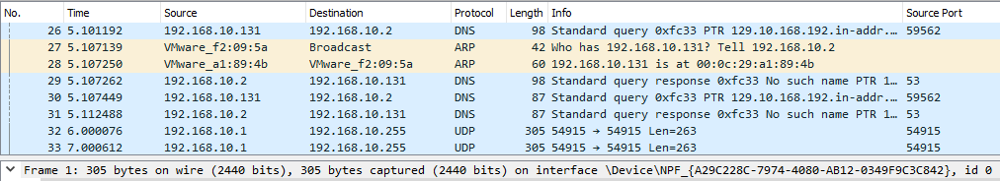 No. Time Source Destination Protocol Length Info Source Port
26 5.101192 192.168.10.131 192.168.10.2 DNS 98 Standard query 0xfc33 PTR 129.10.168.192.in-addr.… 59562
27 5.107139 VMware_f2:09:5a Broadcast ARP 42 Who has 192.168.10.131? Tell 192.168.10.2
28 5.107250 VMware_a1:89:4b VMware_f2:09:5a ARP 60 192.168.10.131 is at 00:0c:29:a1:89:4b
29 5.107262 192.168.10.2 192.168.10.131 DNS 98 Standard query response 0xfc33 No such name PTR 1… 53
30 5.107449 192.168.10.131 192.168.10.2 DNS 87 Standard query 0xfc33 PTR 129.10.168.192.in-addr.… 59562
31 5.112488 192.168.10.2 192.168.10.131 DNS 87 Standard query response 0xfc33 No such name PTR 1… 53
32 6.000076 192.168.10.1 192.168.10.255 UDP 305 54915 → 54915 Len=263 54915
33 7.000612 192.168.10.1 192.168.10.255 UDP 305 54915 → 54915 Len=263 54915
Frame 1: 305 bytes on wire (2440 bits), 305 bytes captured (2440 bits) on interface \Device\NPF_{A29C228C-7974-4080-AB12-0349F9C3C842}, id 0